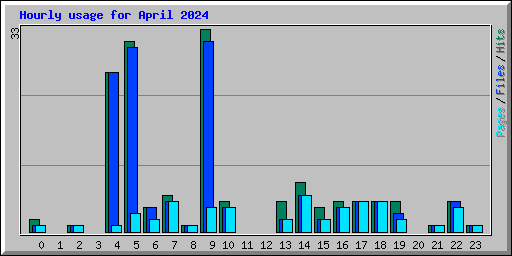 Hourly usage for April 2024
33
Pages/Files/Hits
0 1 2 3 4 5 6 7 8 9 10 11 12 13 14 15 16 17 18 19 20 21 22 23